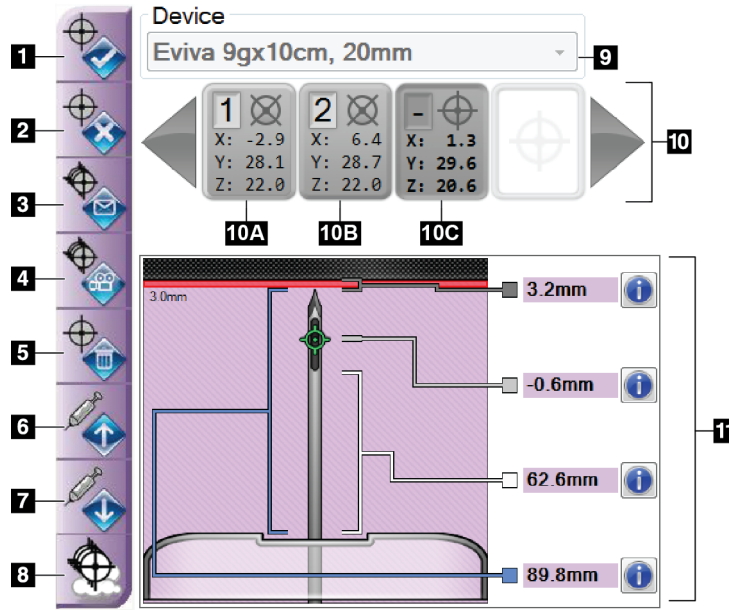 Device
Eviva 9gx10cm, 20mm
1
2
3
4
5
6
7
8
9
10
1
X: -2.9
Y: 28.1
Z: 22.0
2
X: 6.4
Y: 28.7
Z: 22.0
-
X: 1.3
Y: 29.6
Z: 20.6
10A
10B
10C
3.0mm
3.2mm
-0.6mm
62.6mm
89.8mm
11